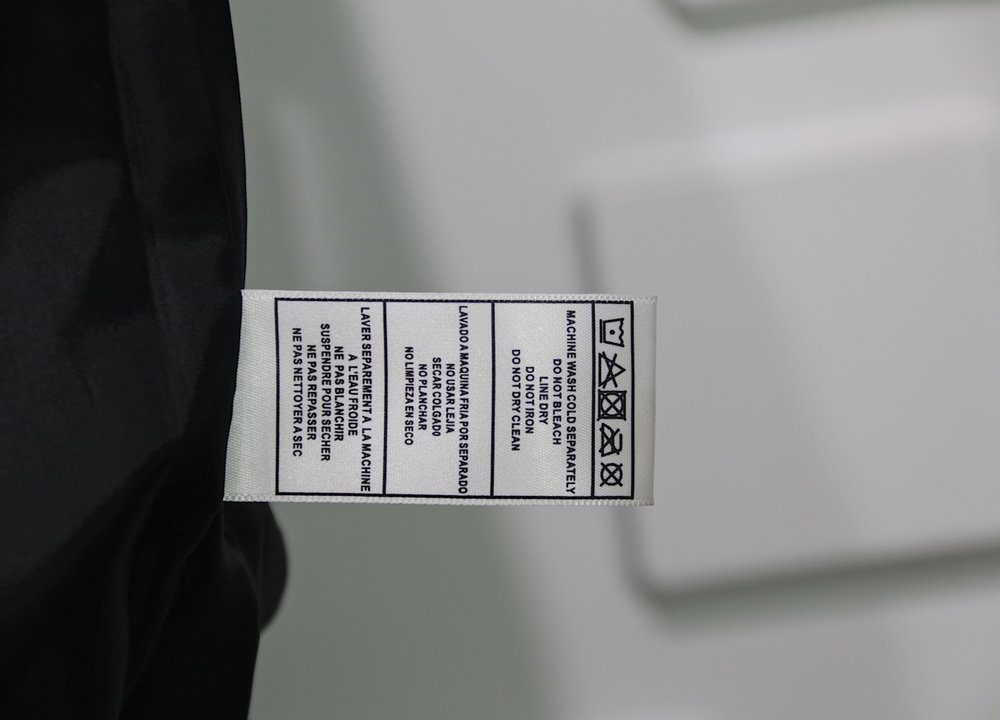 MACHINE WASH COLD SEPARATELY
DO NOT BLEACH
LINE DRY
DO NOT IRON
DO NOT DRY CLEAN
LAVADO A MAQUINA FRIA POR SEPARADO
NO USAR LEJIA
SECAR COLGADO
NO PLANCHAR
NO LIMPIEZA EN SECO
LAVER SEPAREMENT A LA MACHINE
A L'EAU FROIDE
NE PAS BLANCHIR
SUSPENDRE POUR SECHER
NE PAS REPASSER
NE PAS NETTOYER A SEC